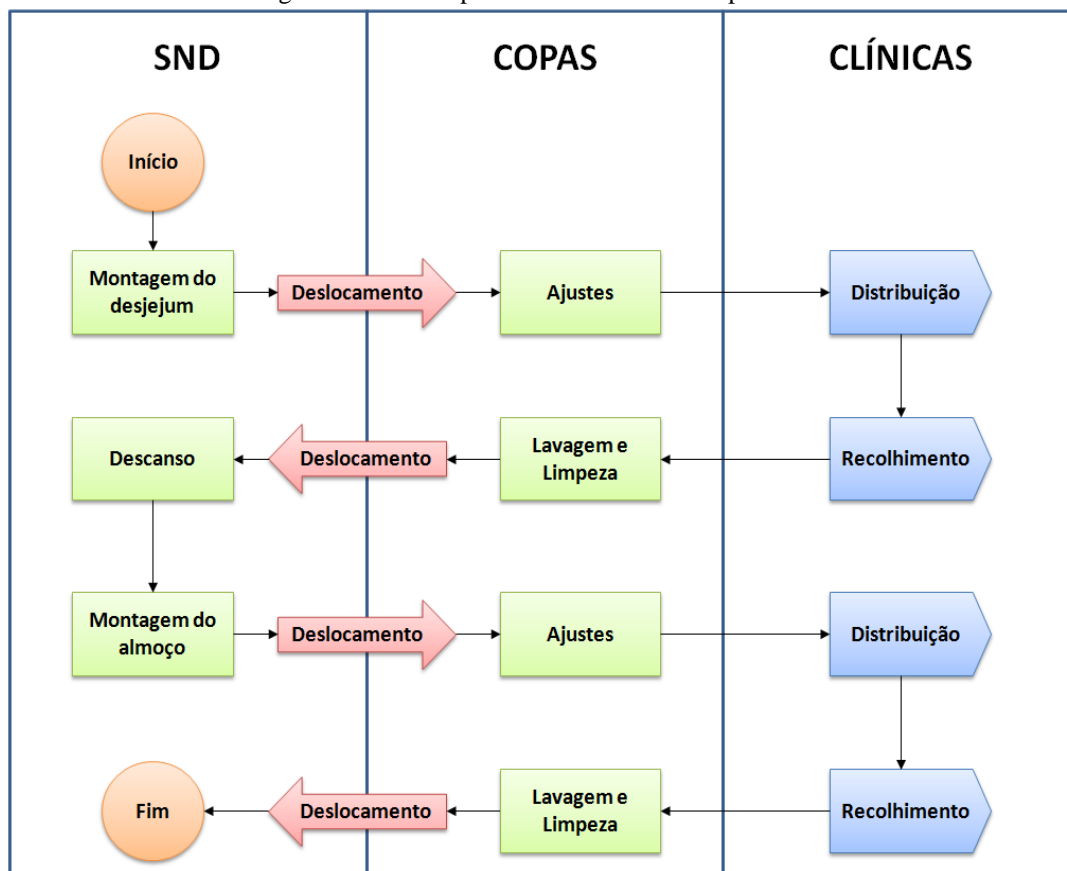 SND
COPAS
CLÍNICAS
Início
Montagem do
desjejum
Deslocamento
Ajustes
Distribuição
Descanso
Deslocamento
Lavagem e
Limpeza
Recolhimento
Montagem do
almoço
Deslocamento
Ajustes
Distribuição
Fim
Deslocamento
Lavagem e
Limpeza
Recolhimento